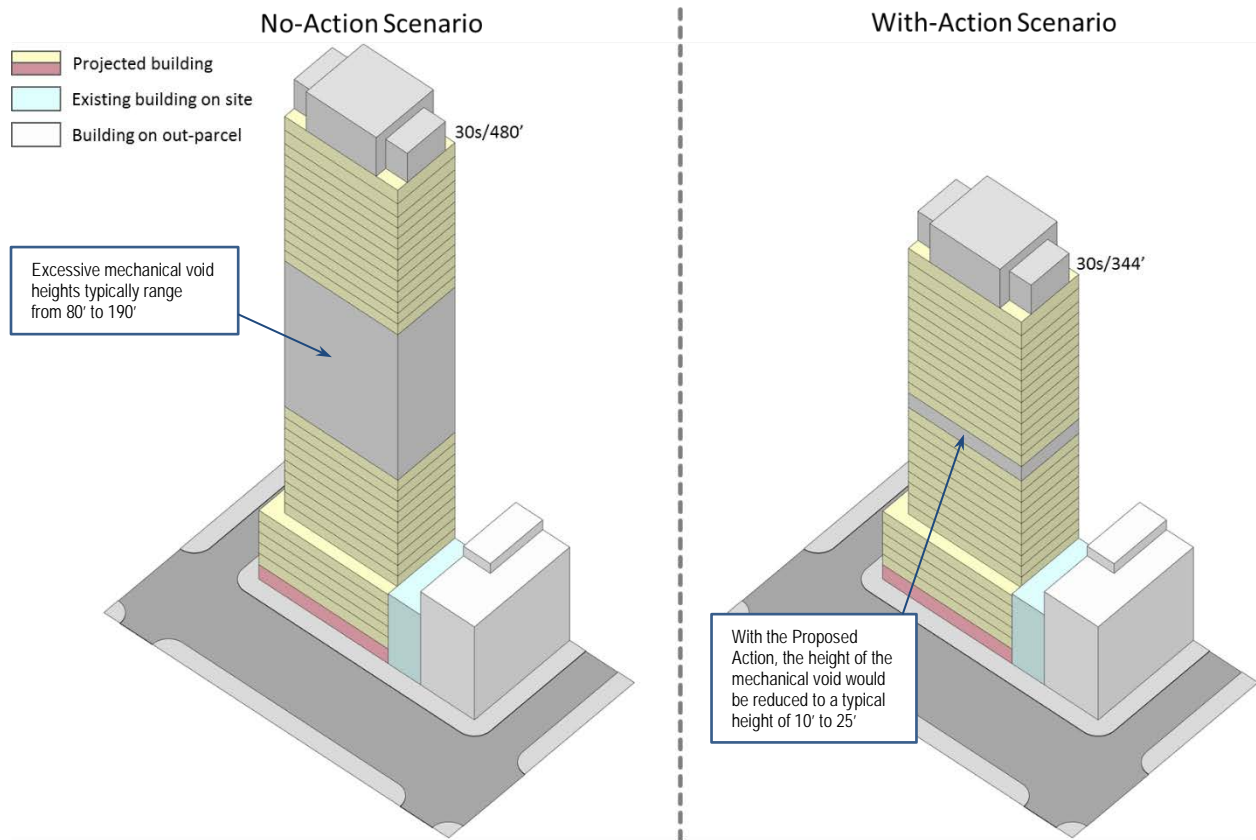 No-Action Scenario
Projected building
Existing building on site
Building on out-parcel
30s/480’
Excessive mechanical void
heights typically range
from 80’ to 190’
With-Action Scenario
30s/344’
With the Proposed
Action, the height of the
mechanical void would
be reduced to a typical
height of 10’ to 25’